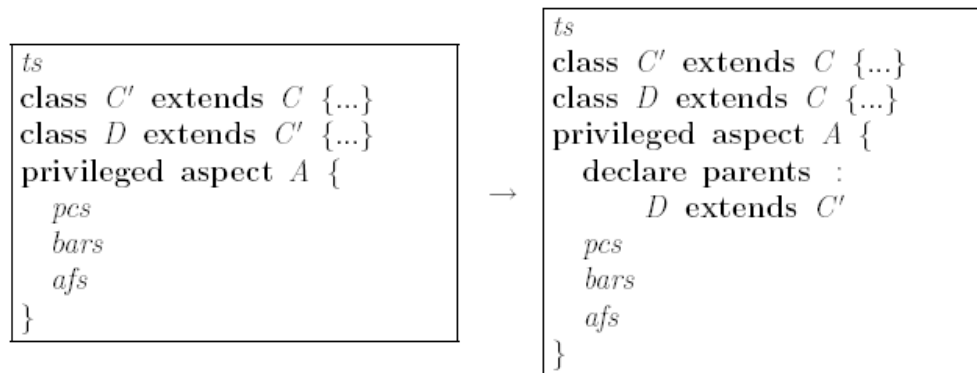 ts
class C′ extends C {...}
class D extends C′ {...}
privileged aspect A {
pcs
bars
afs
}
→
ts
class C′ extends C {...}
class D extends C {...}
privileged aspect A {
declare parents :
D extends C′
pcs
bars
afs
}